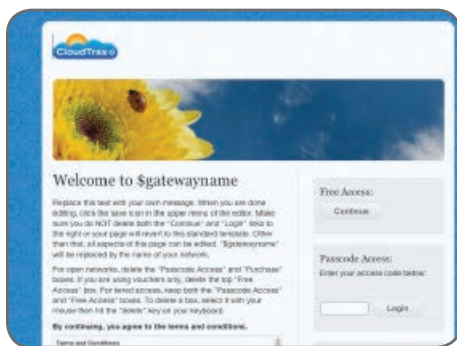 CloudTrax
Welcome to $gatewayname
Replace this text with your own message. When you are done
editing, click the save icon in the upper menu of the editor. Make
sure you do NOT delete both the "Continue" and "Login" links to
the right or your page will revert to this standard template. Other
than that, all aspects of this page can be edited. "$gatewayname"
will be replaced by the name of your network.
For open networks, delete the "Passcode Access" and "Purchase"
boxes. If you are using vouchers only, delete the top "Free
Access" box. For tiered access, keep both the "Passcode Access"
and "Free Access" boxes. To delete a box, select it with your
mouse then hit the "delete" key on your keyboard.
By continuing, you agree to the terms and conditions.
Terms and Conditions
Free Access:
Continue
Passcode Access:
Enter your access code below:
Login